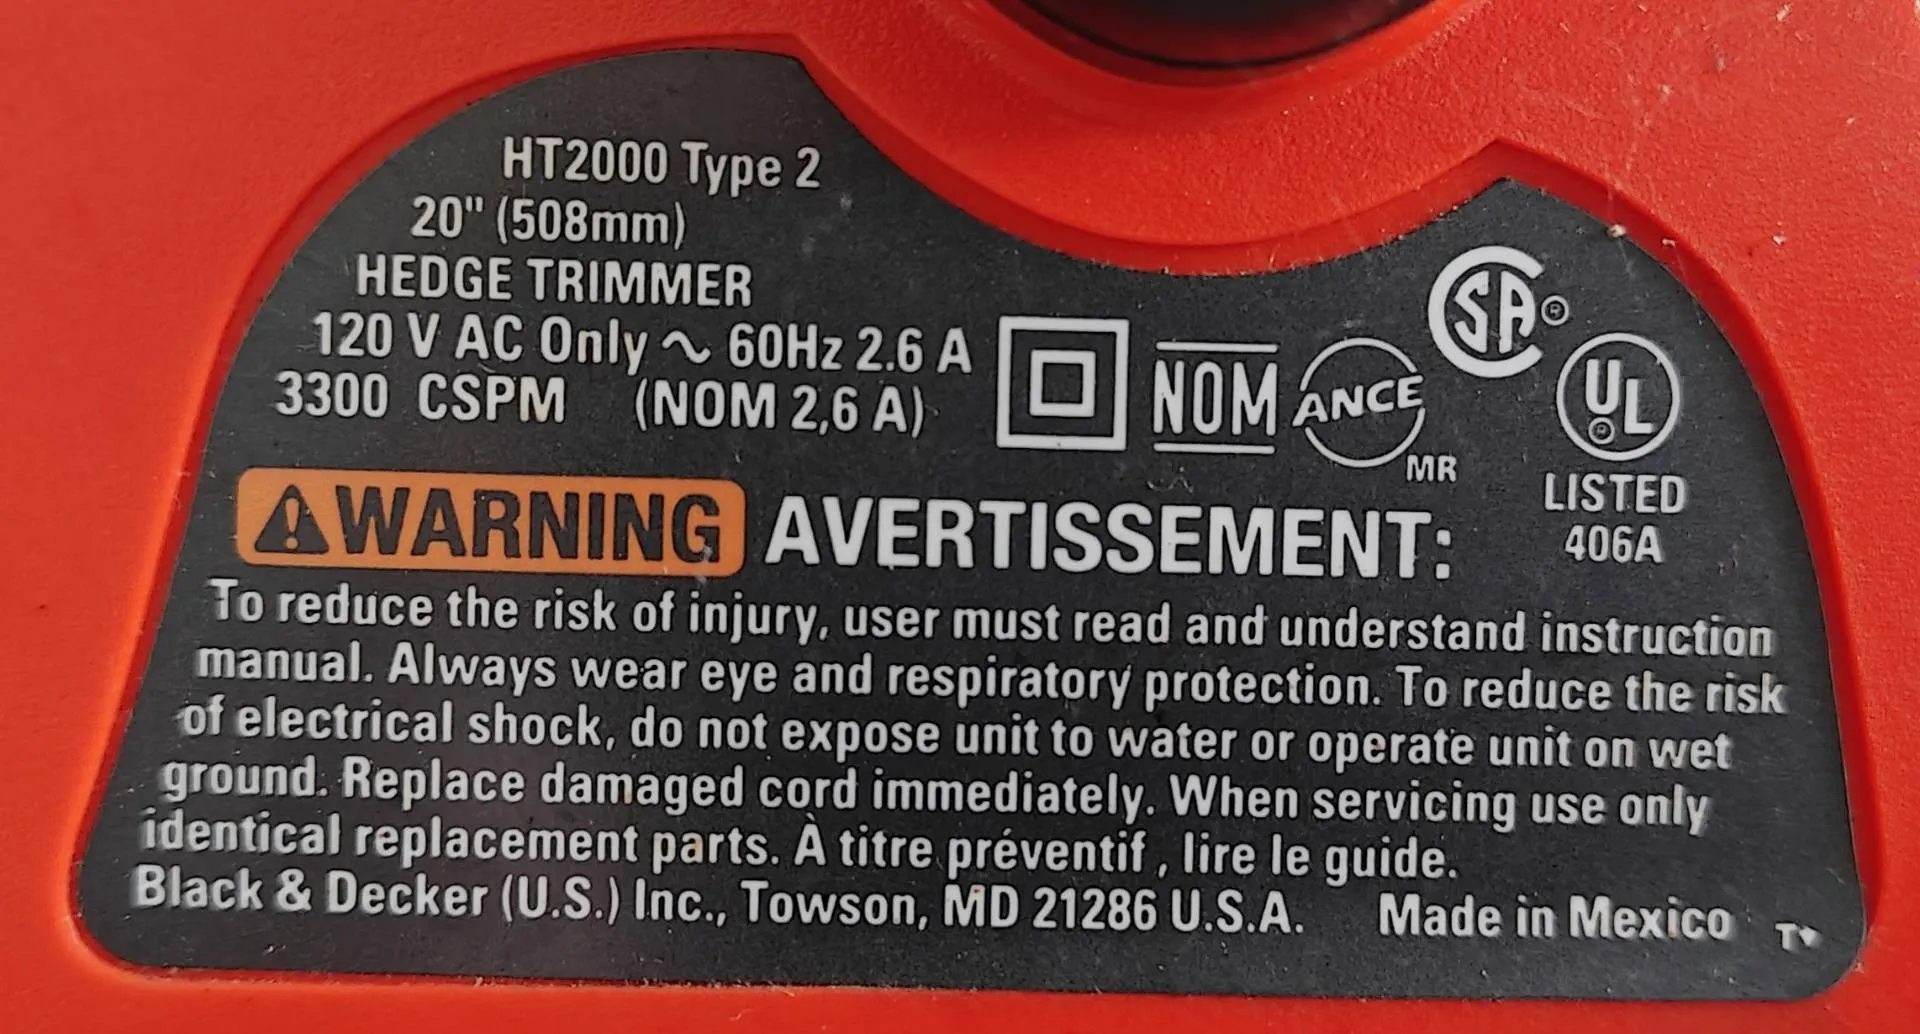 HT2000 Type 2
20" (508mm)
HEDGE TRIMMER
120 V AC Only ~ 60Hz 2.6 A
3300 CSPM (NOM 2,6 A)
NOM
ANCE
MR
SA ®
UL ®
LISTED
406A
WARNING AVERTISSEMENT:
To reduce the risk of injury, user must read and understand instruction
manual. Always wear eye and respiratory protection. To reduce the risk
of electrical shock, do not expose unit to water or operate unit on wet
ground. Replace damaged cord immediately. When servicing use only
identical replacement parts. À titre préventif, lire le guide.
Black & Decker (U.S.) Inc., Towson, MD 21286 U.S.A. Made in Mexico T